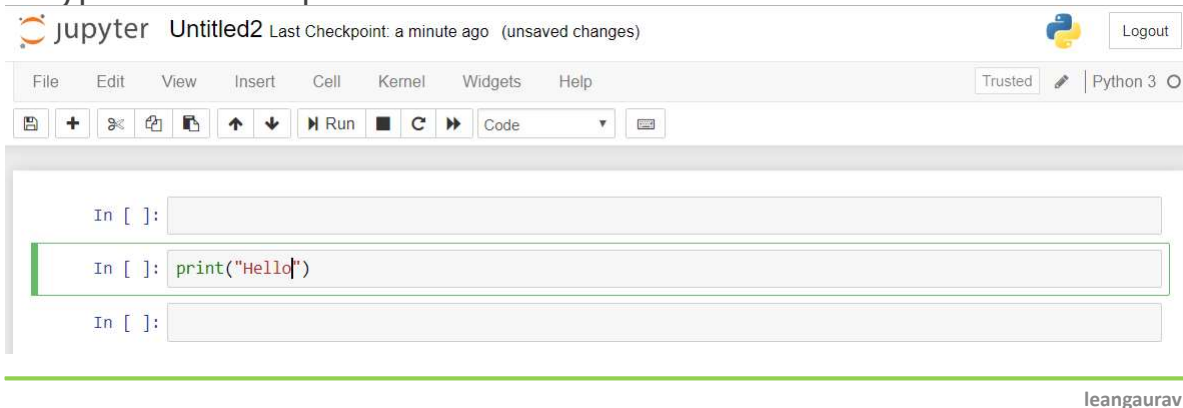 jupyter Untitled2 Last Checkpoint: a minute ago (unsaved changes) Logout
File Edit View Insert Cell Kernel Widgets Help Trusted Python 3
Run Code
In [ ]:
In [ ]: print("Hello")
In [ ]:
leangaurav